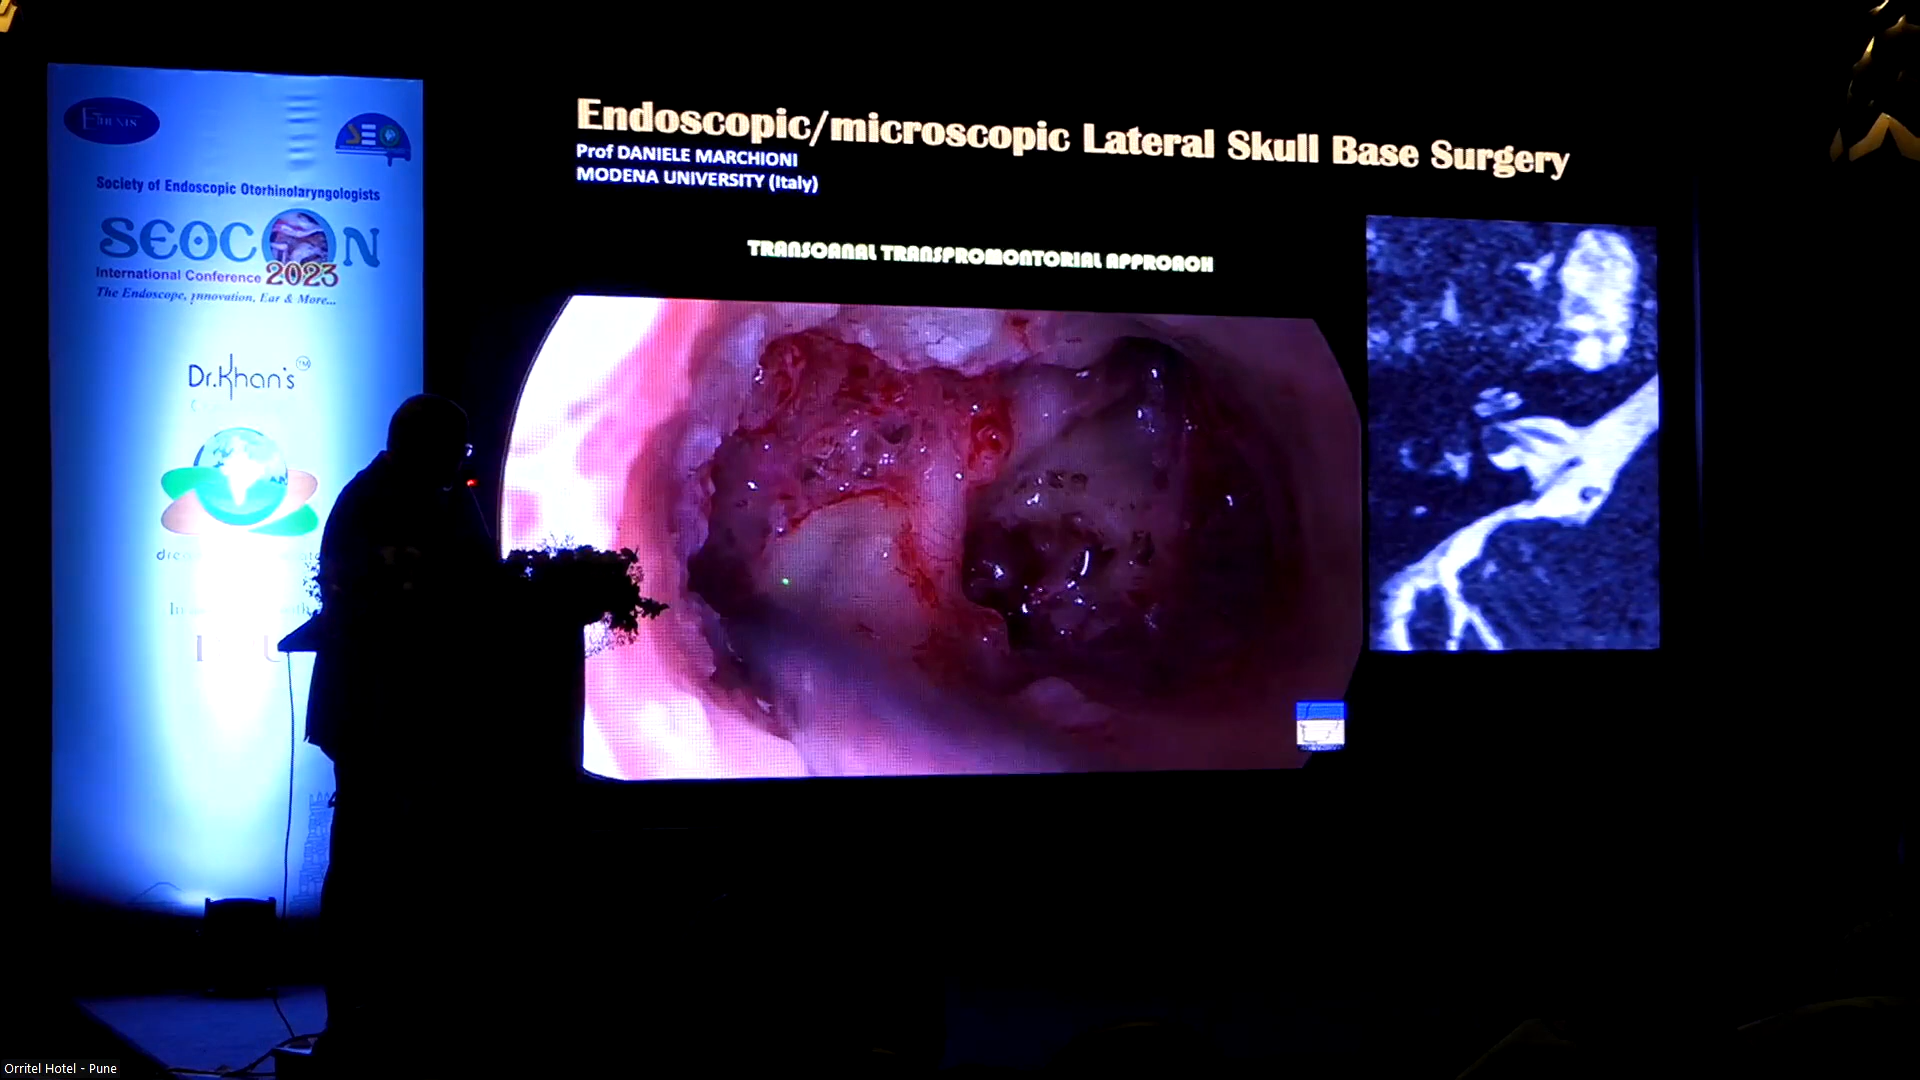 Society of Endoscopic Otorhinolaryngologists
SEOCON
International Conference 2023
The Endoscope, Innovation, Ear & More...
Dr.Khan's
TM
Endoscopic/microscopic Lateral Skull Base Surgery
Prof DANIELE MARCHIONI
MODENA UNIVERSITY (Italy)
TRANSCANAL TRANSPROMONTORIAL APPROACH
Orritel Hotel - Pune